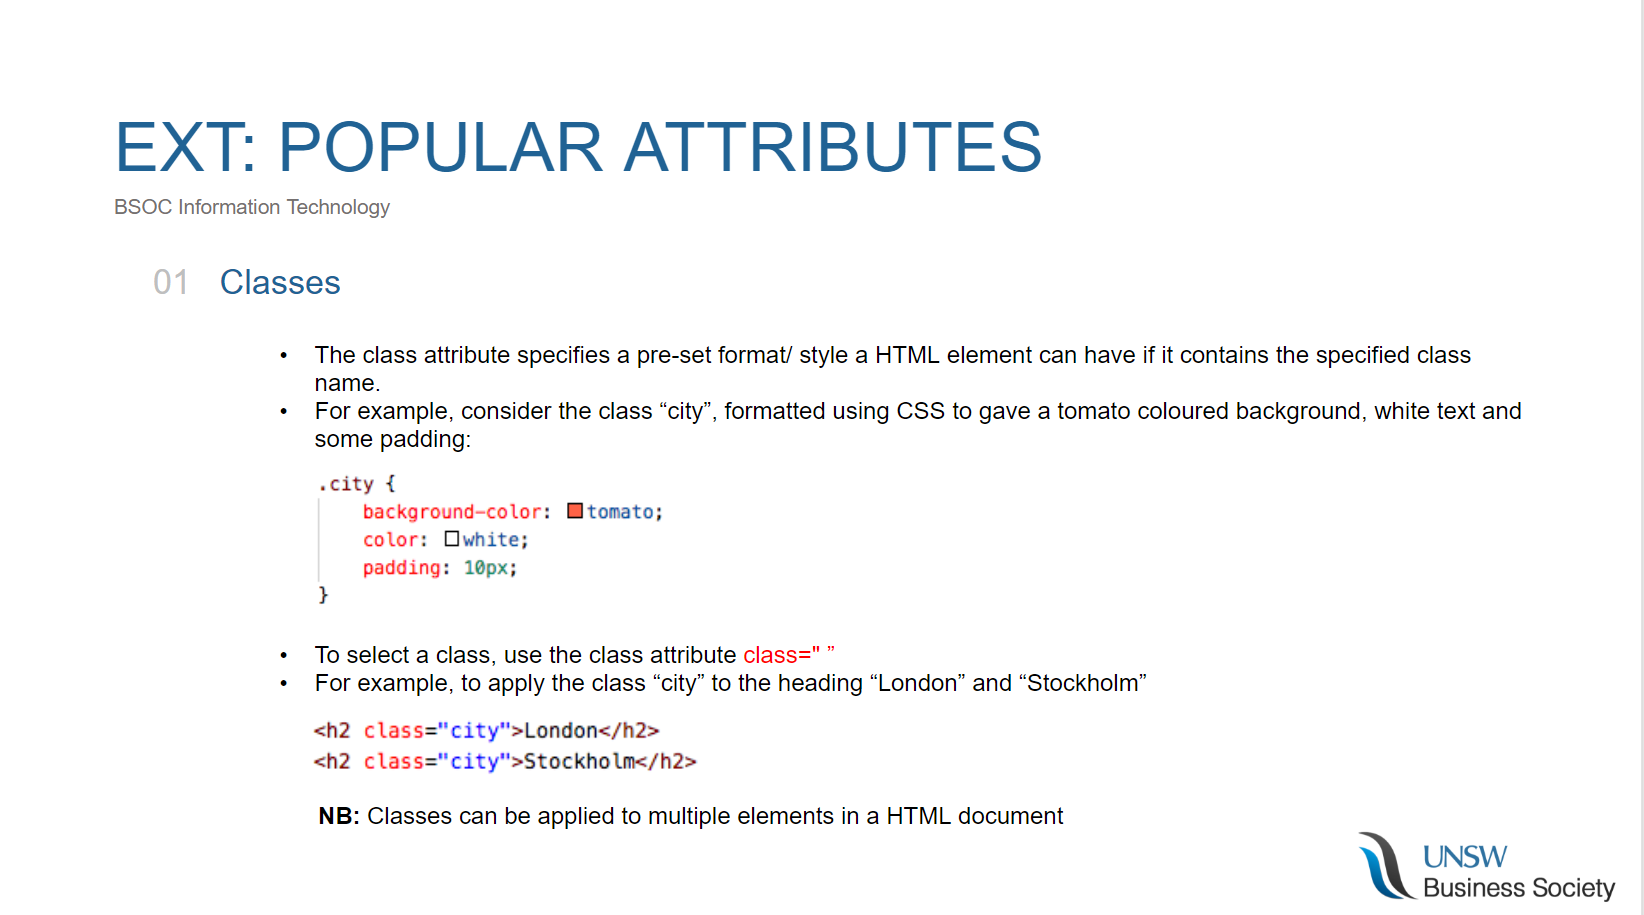 EXT: POPULAR ATTRIBUTES
BSOC Information Technology
01 Classes
• The class attribute specifies a pre-set format/ style a HTML element can have if it contains the specified class
name.
• For example, consider the class “city”, formatted using CSS to gave a tomato coloured background, white text and
some padding:
.city {
background-color: tomato;
color: white;
padding: 10px;
}
• To select a class, use the class attribute class=" ”
• For example, to apply the class “city” to the heading “London” and “Stockholm”
<h2 class="city">London</h2>
<h2 class="city">Stockholm</h2>
NB: Classes can be applied to multiple elements in a HTML document
UNSW
Business Society